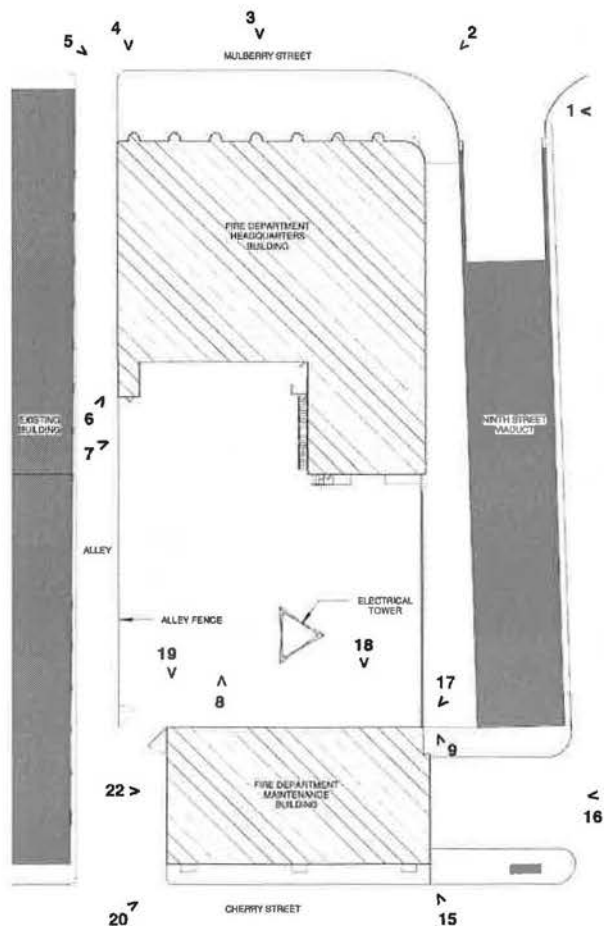 3
4
2
5
MULBERRY STREET
1
FIRE DEPARTMENT
HEADQUARTERS
BUILDING
6
EXISTING
BUILDING
NINTH STREET
VIADUCT
7
ALLEY
ELECTRICAL
TOWER
ALLEY FENCE
18
19
17
8
9
FIRE DEPARTMENT
MAINTENANCE
BUILDING
22
16
CHERRY STREET
20
15